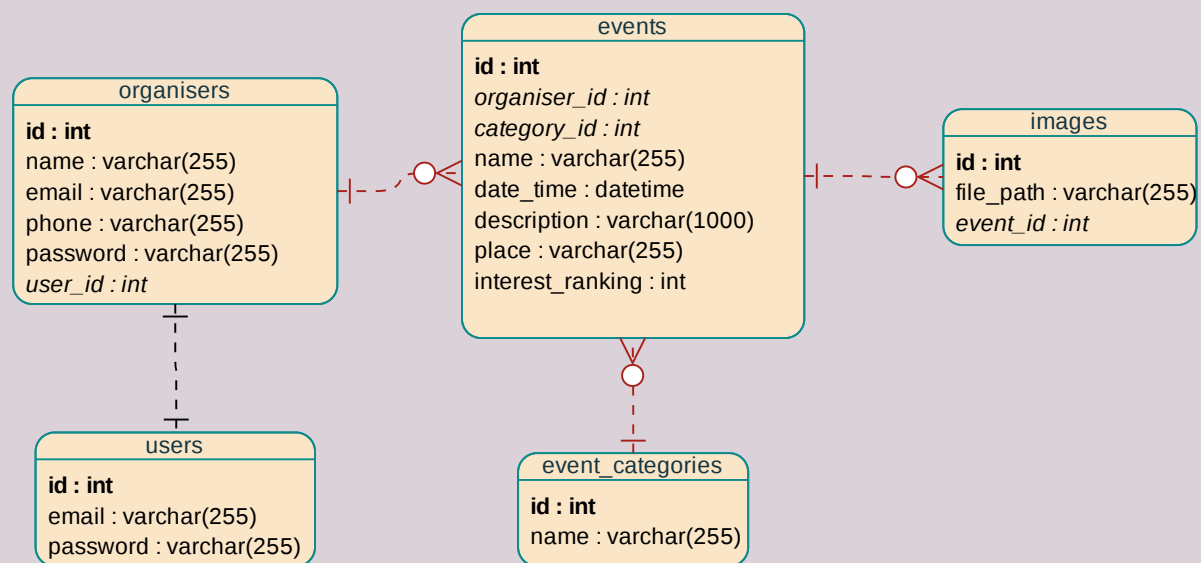 organisers
id : int
name : varchar(255)
email : varchar(255)
phone : varchar(255)
password : varchar(255)
user_id : int
events
id : int
organiser_id : int
category_id : int
name : varchar(255)
date_time : datetime
description : varchar(1000)
place : varchar(255)
interest_ranking : int
images
id : int
file_path : varchar(255)
event_id : int
users
id : int
email : varchar(255)
password : varchar(255)
event_categories
id : int
name : varchar(255)